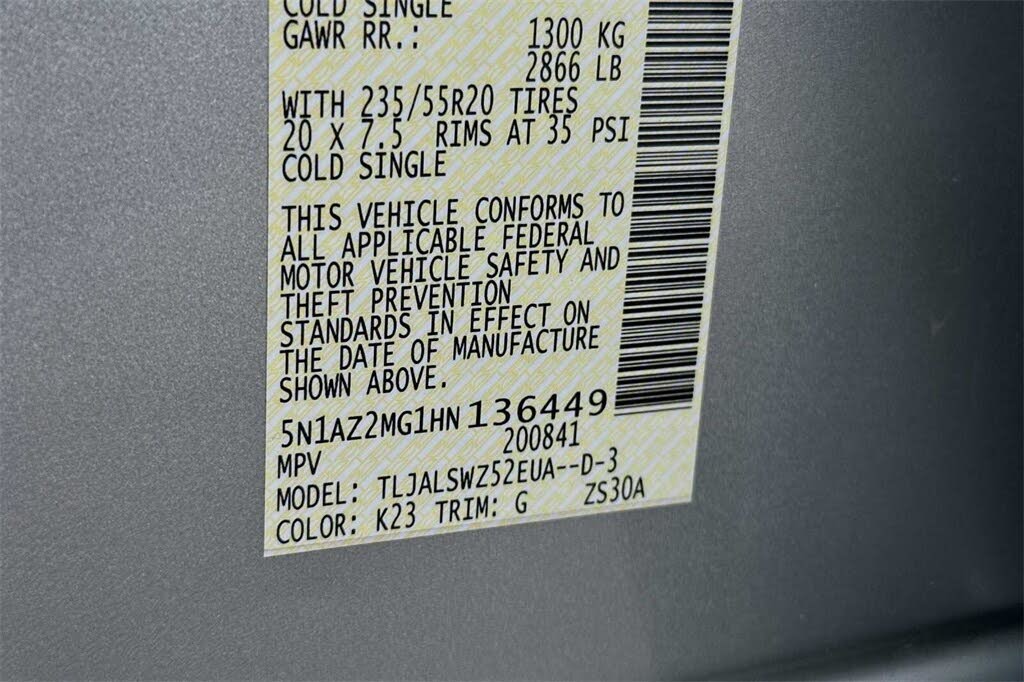 COLD SINGLE
GAWR RR.: 1300 KG
2866 LB
WITH 235/55R20 TIRES
20 X 7.5 RIMS AT 35 PSI
COLD SINGLE
THIS VEHICLE CONFORMS TO
ALL APPLICABLE FEDERAL
MOTOR VEHICLE SAFETY AND
THEFT PREVENTION
STANDARDS IN EFFECT ON
THE DATE OF MANUFACTURE
SHOWN ABOVE.
5N1AZ2MG1HN136449
MPV 200841
MODEL: TLJALSWZ52EUA--D-3
COLOR: K23 TRIM: G ZS30A